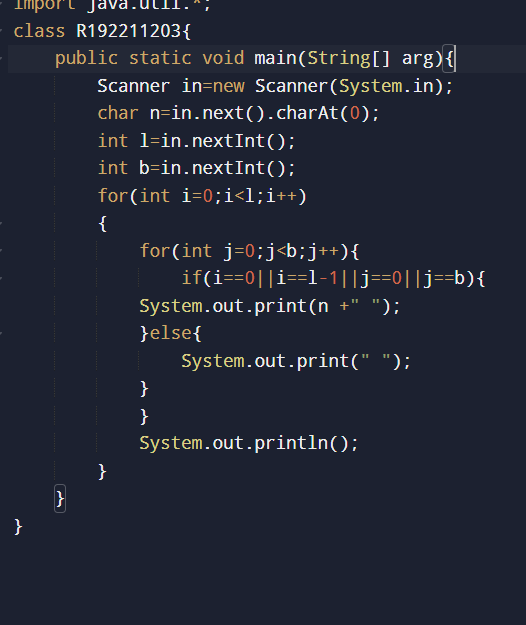 import java.util.*;
class R192211203{
public static void main(String[] arg){
Scanner in=new Scanner(System.in);
char n=in.next().charAt(0);
int l=in.nextInt();
int b=in.nextInt();
for(int i=0;i<l;i++)
{
for(int j=0;j<b;j++){
if(i==0||i==l-1||j==0||j==b){
System.out.print(n +" ");
}else{
System.out.print(" ");
}
}
System.out.println();
}
}
}